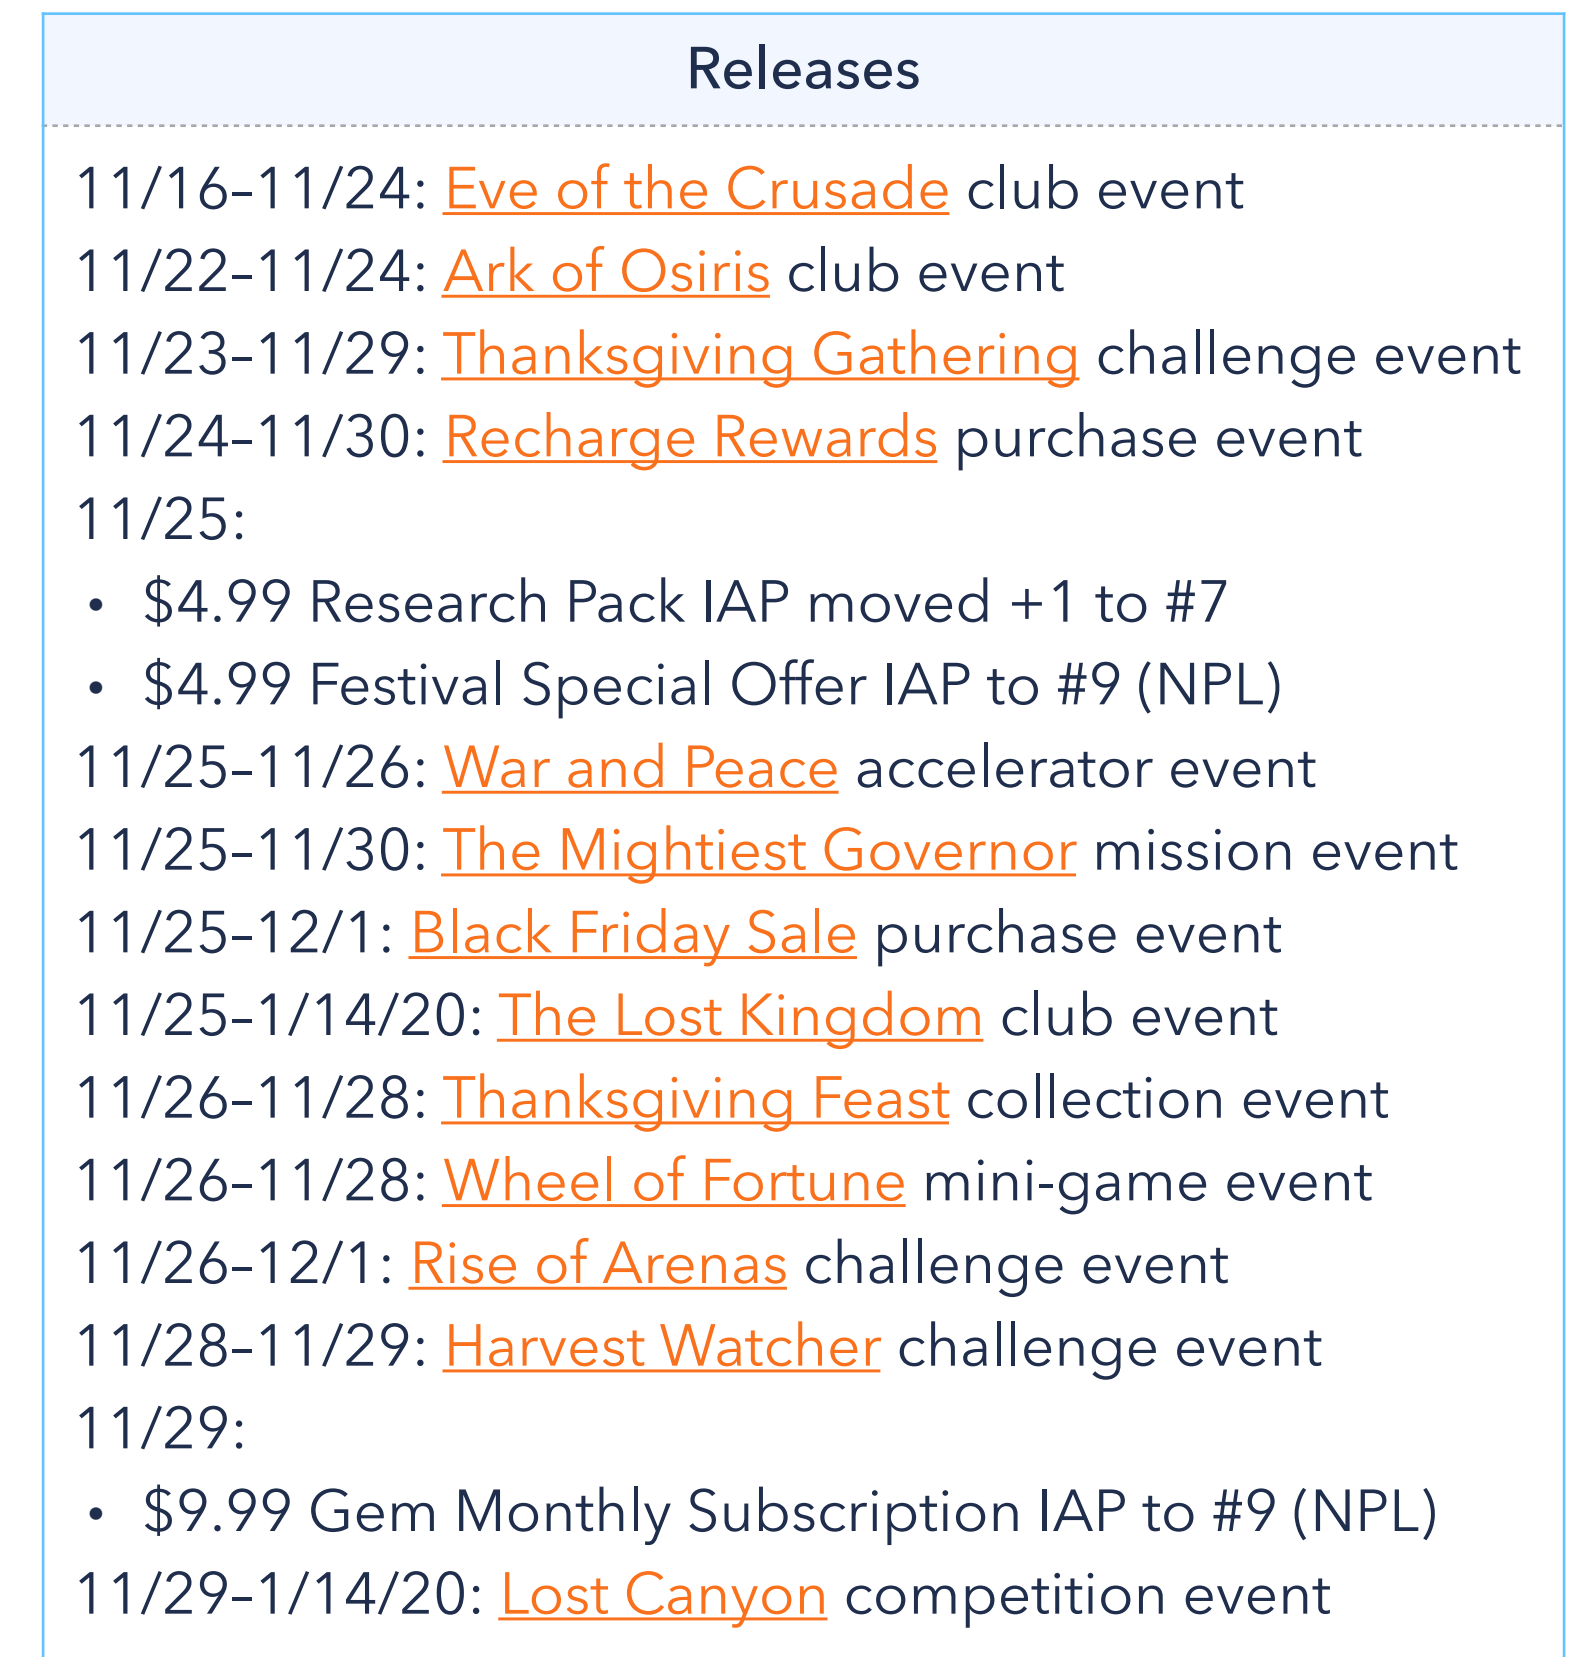 Releases
11/16–11/24: Eve of the Crusade club event
11/22–11/24: Ark of Osiris club event
11/23–11/29: Thanksgiving Gathering challenge event
11/24–11/30: Recharge Rewards purchase event
11/25:
• $4.99 Research Pack IAP moved +1 to #7
• $4.99 Festival Special Offer IAP to #9 (NPL)
11/25–11/26: War and Peace accelerator event
11/25–11/30: The Mightiest Governor mission event
11/25–12/1: Black Friday Sale purchase event
11/25–1/14/20: The Lost Kingdom club event
11/26–11/28: Thanksgiving Feast collection event
11/26–11/28: Wheel of Fortune mini-game event
11/26–12/1: Rise of Arenas challenge event
11/28–11/29: Harvest Watcher challenge event
11/29:
• $9.99 Gem Monthly Subscription IAP to #9 (NPL)
11/29–1/14/20: Lost Canyon competition event